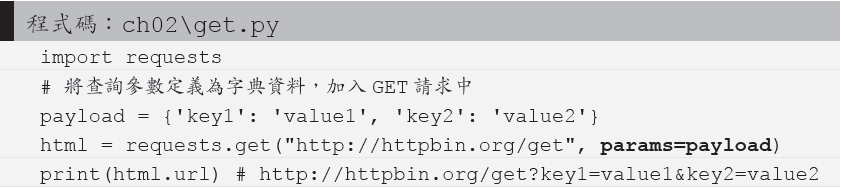 程式碼：ch02\get.py
import requests
# 將查詢參數定義為字典資料，加入 GET 請求中
payload = {'key1': 'value1', 'key2': 'value2'}
html = requests.get("http://httpbin.org/get", params=payload)
print(html.url) # http://httpbin.org/get?key1=value1&key2=value2